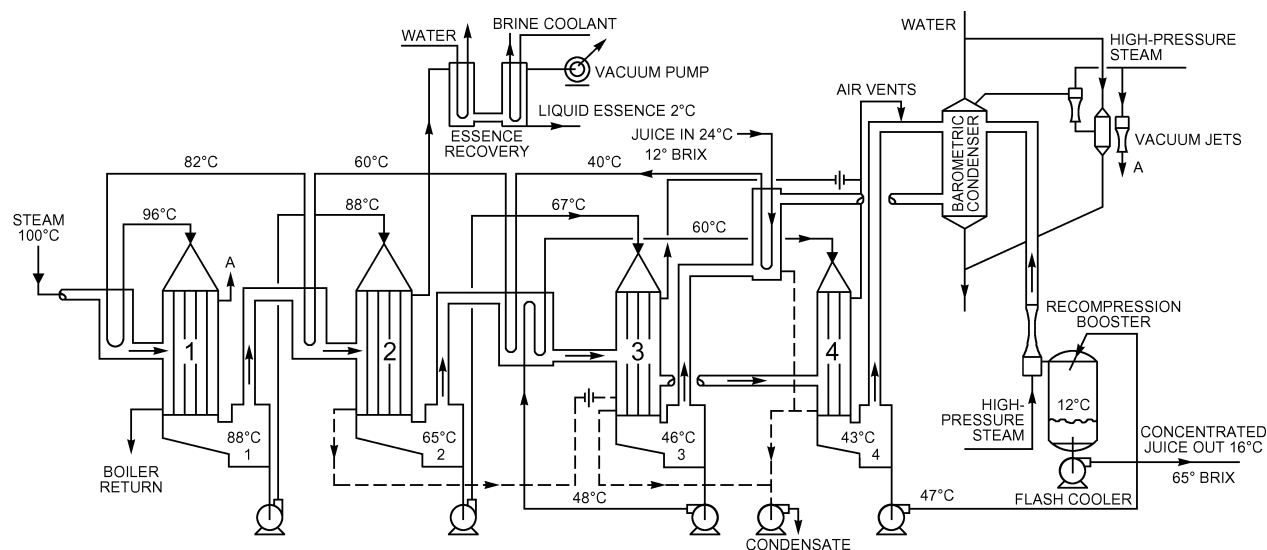 BRINE COOLANT
WATER
VACUUM PUMP
LIQUID ESSENCE 2°C
ESSENCE
RECOVERY
WATER
HIGH-PRESSURE
STEAM
AIR VENTS
JUICE IN 24°C
12° BRIX
VACUUM JETS
A
BAROMETRIC
CONDENSER
82°C
60°C
40°C
STEAM
100°C
96°C
88°C
67°C
60°C
A
RECOMPRESSION
BOOSTER
1
2
3
4
12°C
HIGH-
PRESSURE
STEAM
88°C
1
65°C
2
46°C
3
43°C
4
CONCENTRATED
JUICE OUT 16°C
65° BRIX
BOILER
RETURN
48°C
47°C
FLASH COOLER
CONDENSATE